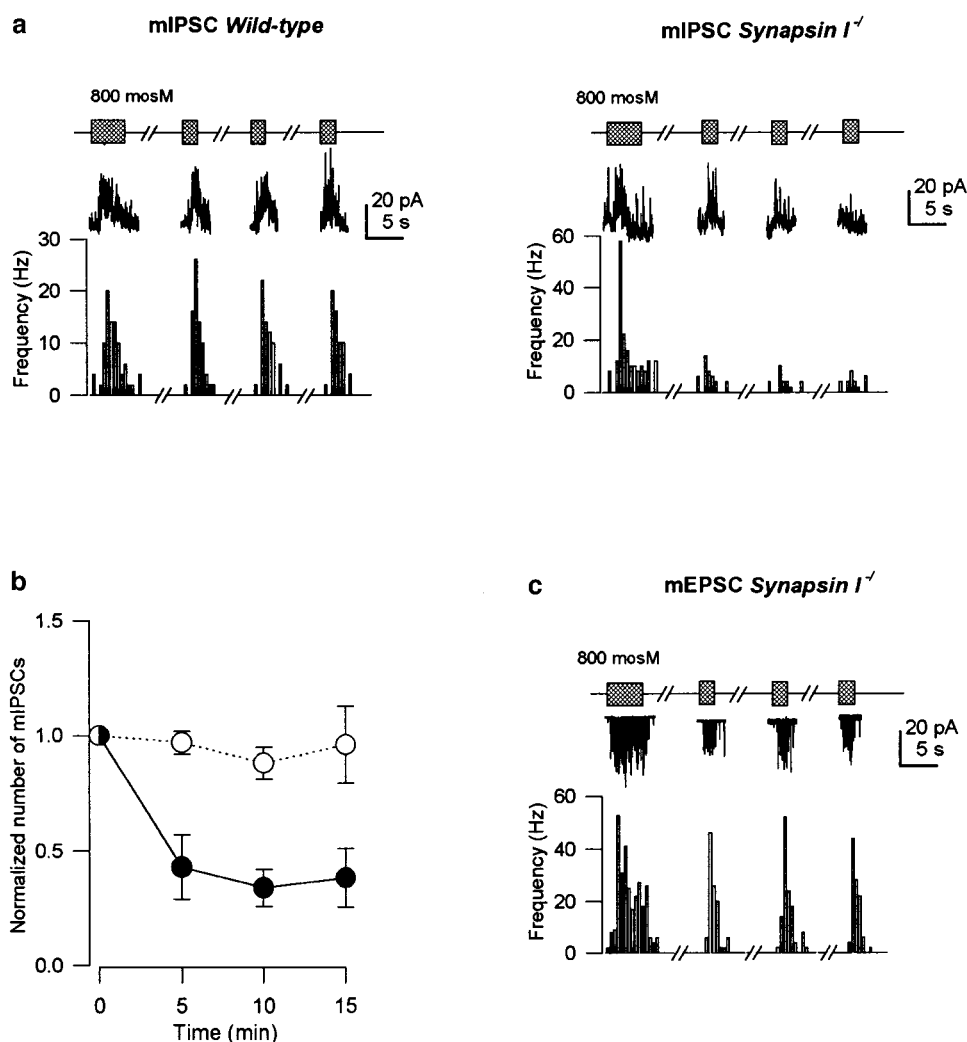 a
mIPSC Wild-type
800 mosM
20 pA
5 s
Frequency (Hz)
30
20
10
0
mIPSC Synapsin I -/
800 mosM
20 pA
5 s
Frequency (Hz)
60
40
20
0
b
Normalized number of mIPSCs
1.5
1.0
0.5
0.0
0
5
10
15
Time (min)
c
mEPSC Synapsin I -/
800 mosM
20 pA
5 s
Frequency (Hz)
60
40
20
0